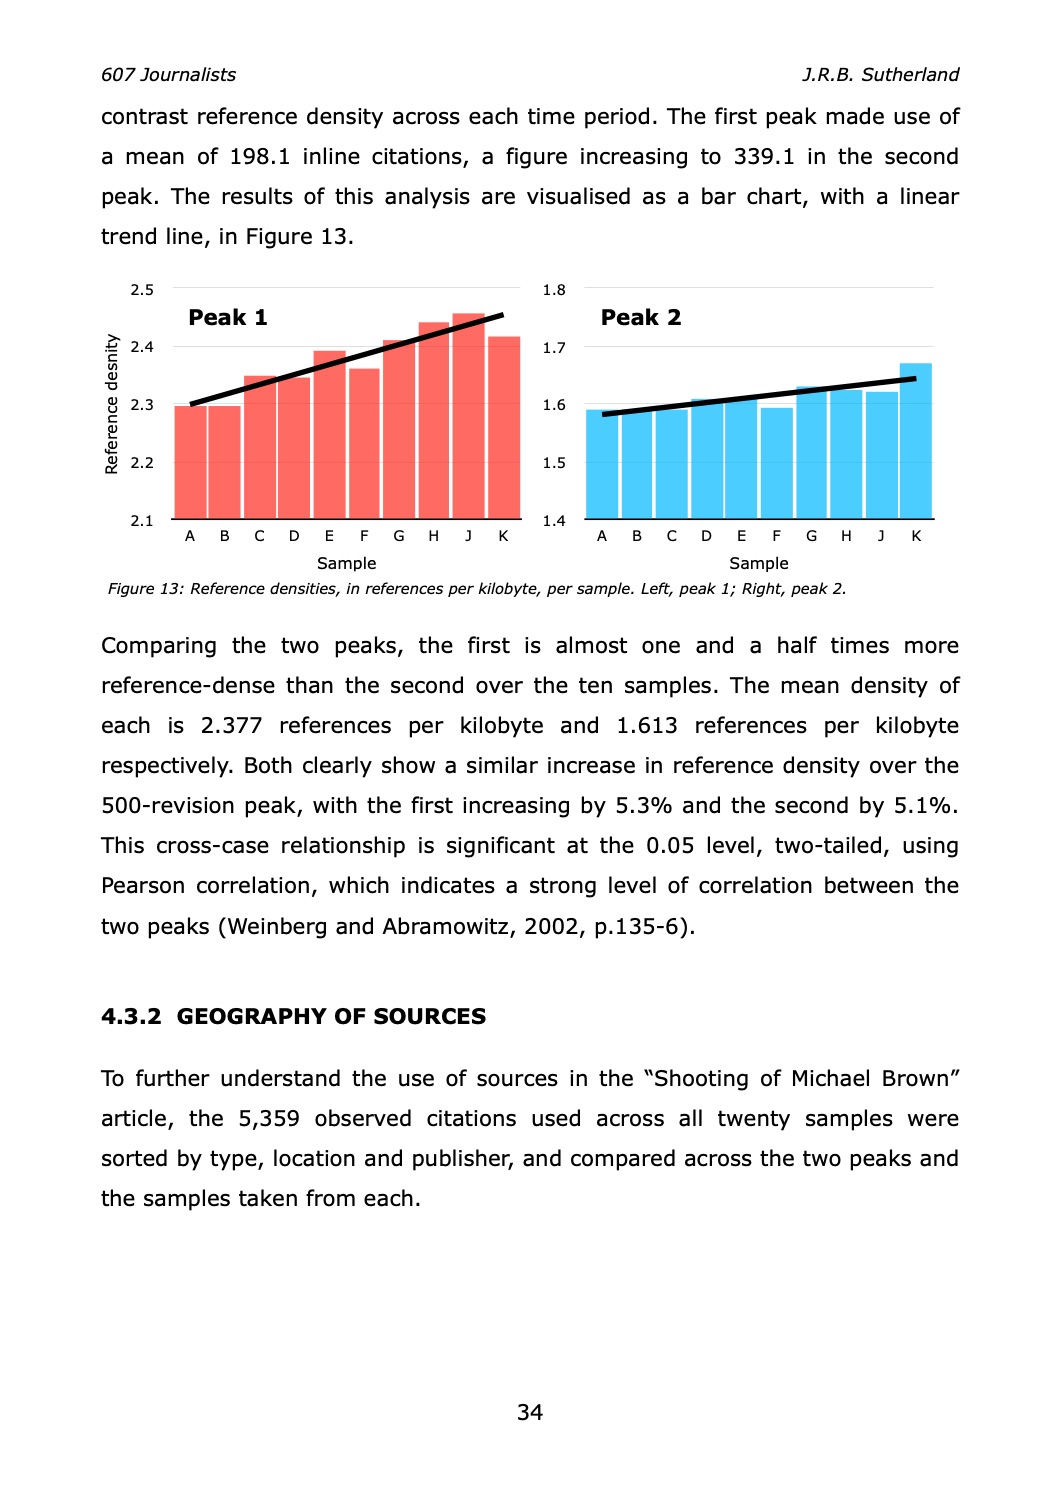 607 Journalists
J.R.B. Sutherland
contrast reference density across each time period. The first peak made use of
a mean of 198.1 inline citations, a figure increasing to 339.1 in the second
peak. The results of this analysis are visualised as a bar chart, with a linear
trend line, in Figure 13.
Reference desnity
2.5
2.4
2.3
2.2
2.1
Peak 1
A B C D E F G H J K
Sample
1.8
1.7
1.6
1.5
1.4
Peak 2
A B C D E F G H J K
Sample
Figure 13: Reference densities, in references per kilobyte, per sample. Left, peak 1; Right, peak 2.
Comparing the two peaks, the first is almost one and a half times more
reference-dense than the second over the ten samples. The mean density of
each is 2.377 references per kilobyte and 1.613 references per kilobyte
respectively. Both clearly show a similar increase in reference density over the
500-revision peak, with the first increasing by 5.3% and the second by 5.1%.
This cross-case relationship is significant at the 0.05 level, two-tailed, using
Pearson correlation, which indicates a strong level of correlation between the
two peaks (Weinberg and Abramowitz, 2002, p.135-6).
4.3.2 GEOGRAPHY OF SOURCES
To further understand the use of sources in the “Shooting of Michael Brown”
article, the 5,359 observed citations used across all twenty samples were
sorted by type, location and publisher, and compared across the two peaks and
the samples taken from each.
34